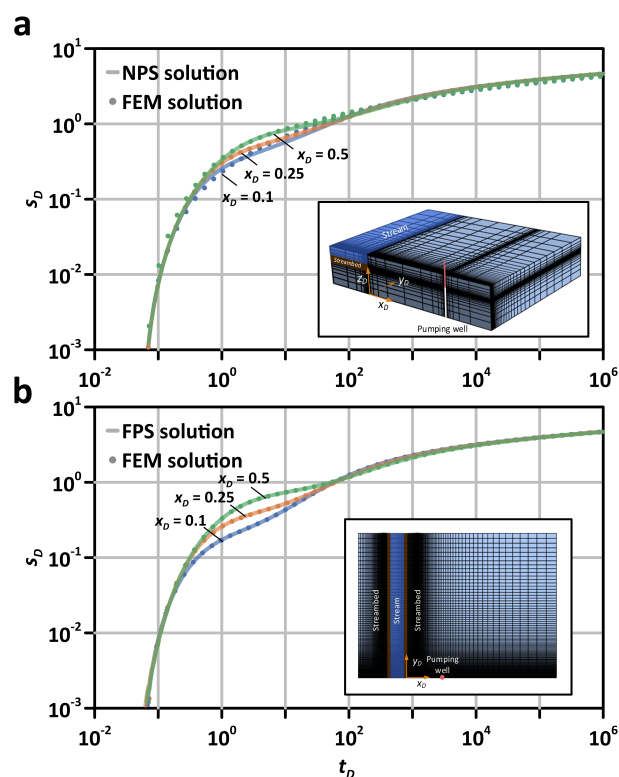 a
10^1
NPS solution
FEM solution
10^0
x_D = 0.5
x_D = 0.25
x_D = 0.1
s_D
10^-1
10^-2
10^-3
Stream
Streambed
z_D
y_D
x_D
Pumping well
10^-2
10^0
10^2
10^4
10^6
b
10^1
FPS solution
FEM solution
x_D = 0.5
x_D = 0.25
x_D = 0.1
10^0
s_D
10^-1
10^-2
10^-3
Streambed
Stream
Streambed
y_D
Pumping
well
x_D
10^-2
10^0
10^2
10^4
10^6
t_D